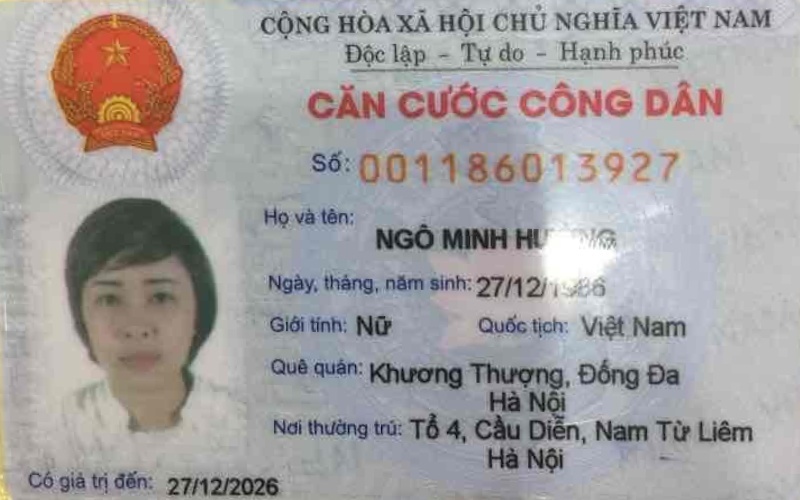 CỘNG HÒA XÃ HỘI CHỦ NGHĨA VIỆT NAM
Độc lập - Tự do - Hạnh phúc
CĂN CƯỚC CÔNG DÂN
Số: 001186013927
Họ và tên:
NGÔ MINH
Ngày, tháng, năm sinh: 27/12/1986
Giới tính: Nữ Quốc tịch: Việt Nam
Quê quán: Khương Thượng, Đống Đa
Hà Nội
Nơi thường trú: Tổ 4, Cầu Diễn, Nam Từ Liêm
Hà Nội
Có giá trị đến: 27/12/2026